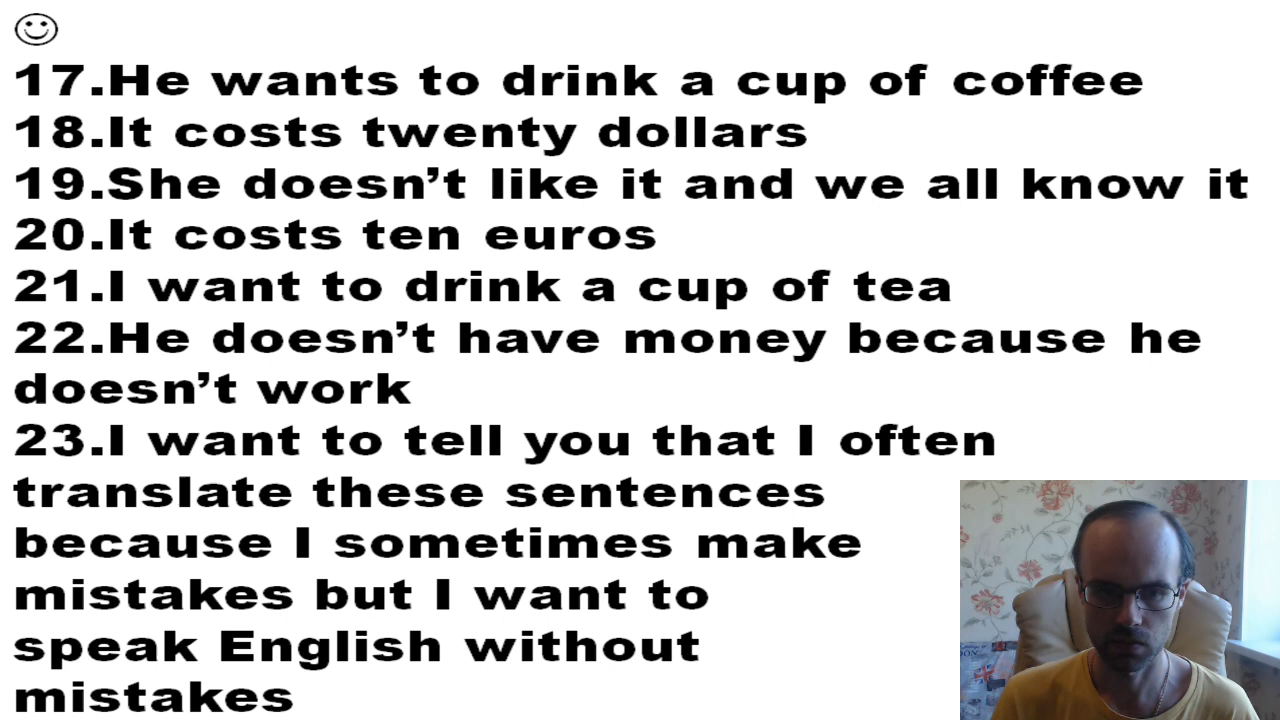 17.He wants to drink a cup of coffee
18.It costs twenty dollars
19.She doesn’t like it and we all know it
20.It costs ten euros
21.I want to drink a cup of tea
22.He doesn’t have money because he
doesn’t work
23.I want to tell you that I often
translate these sentences
because I sometimes make
mistakes but I want to
speak English without
mistakes